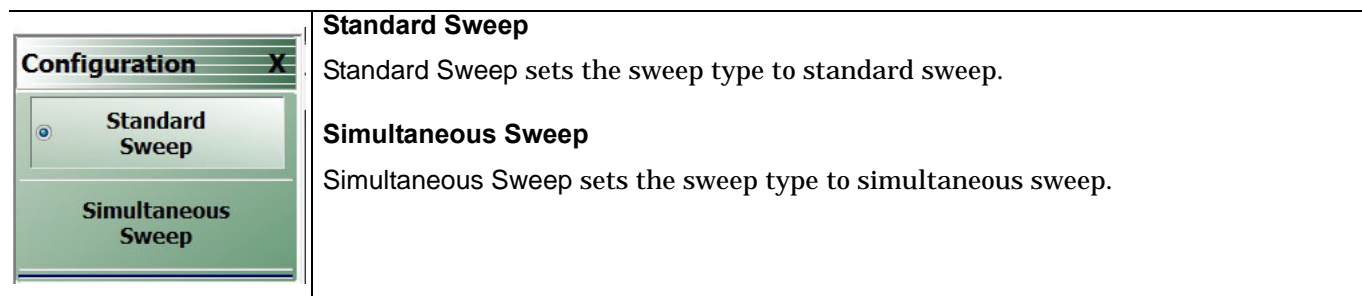 Configuration X
Standard
Sweep
Simultaneous
Sweep
Standard Sweep
Standard Sweep sets the sweep type to standard sweep.
Simultaneous Sweep
Simultaneous Sweep sets the sweep type to simultaneous sweep.